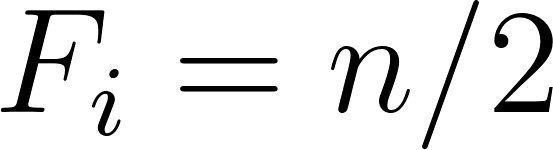 F_i = n/2